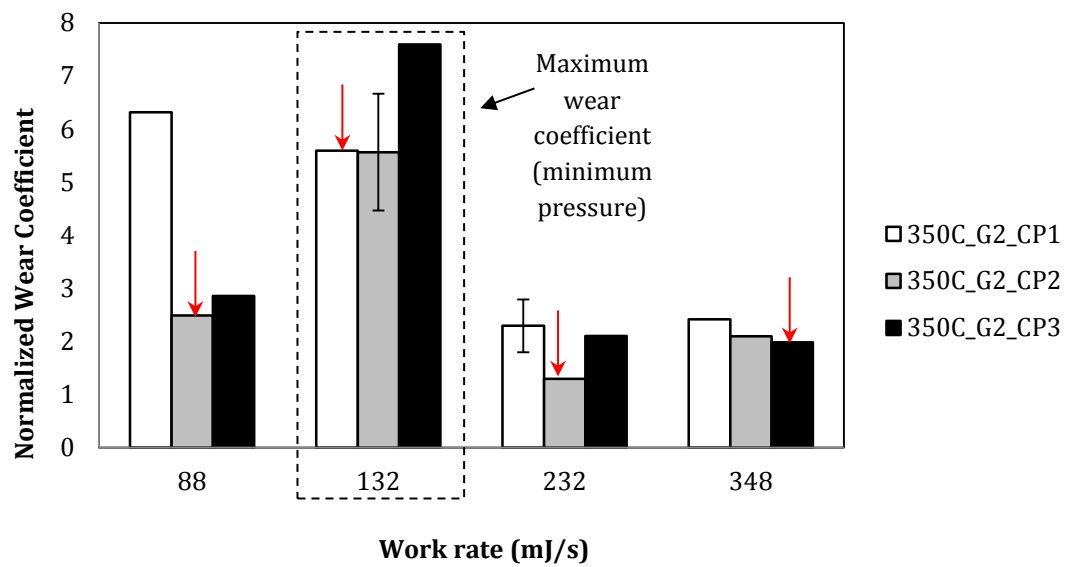 Normalized Wear Coefficient
8
7
6
5
4
3
2
1
0
Maximum
wear
coefficient
(minimum
pressure)
350C_G2_CP1
350C_G2_CP2
350C_G2_CP3
88
132
232
348
Work rate (mJ/s)